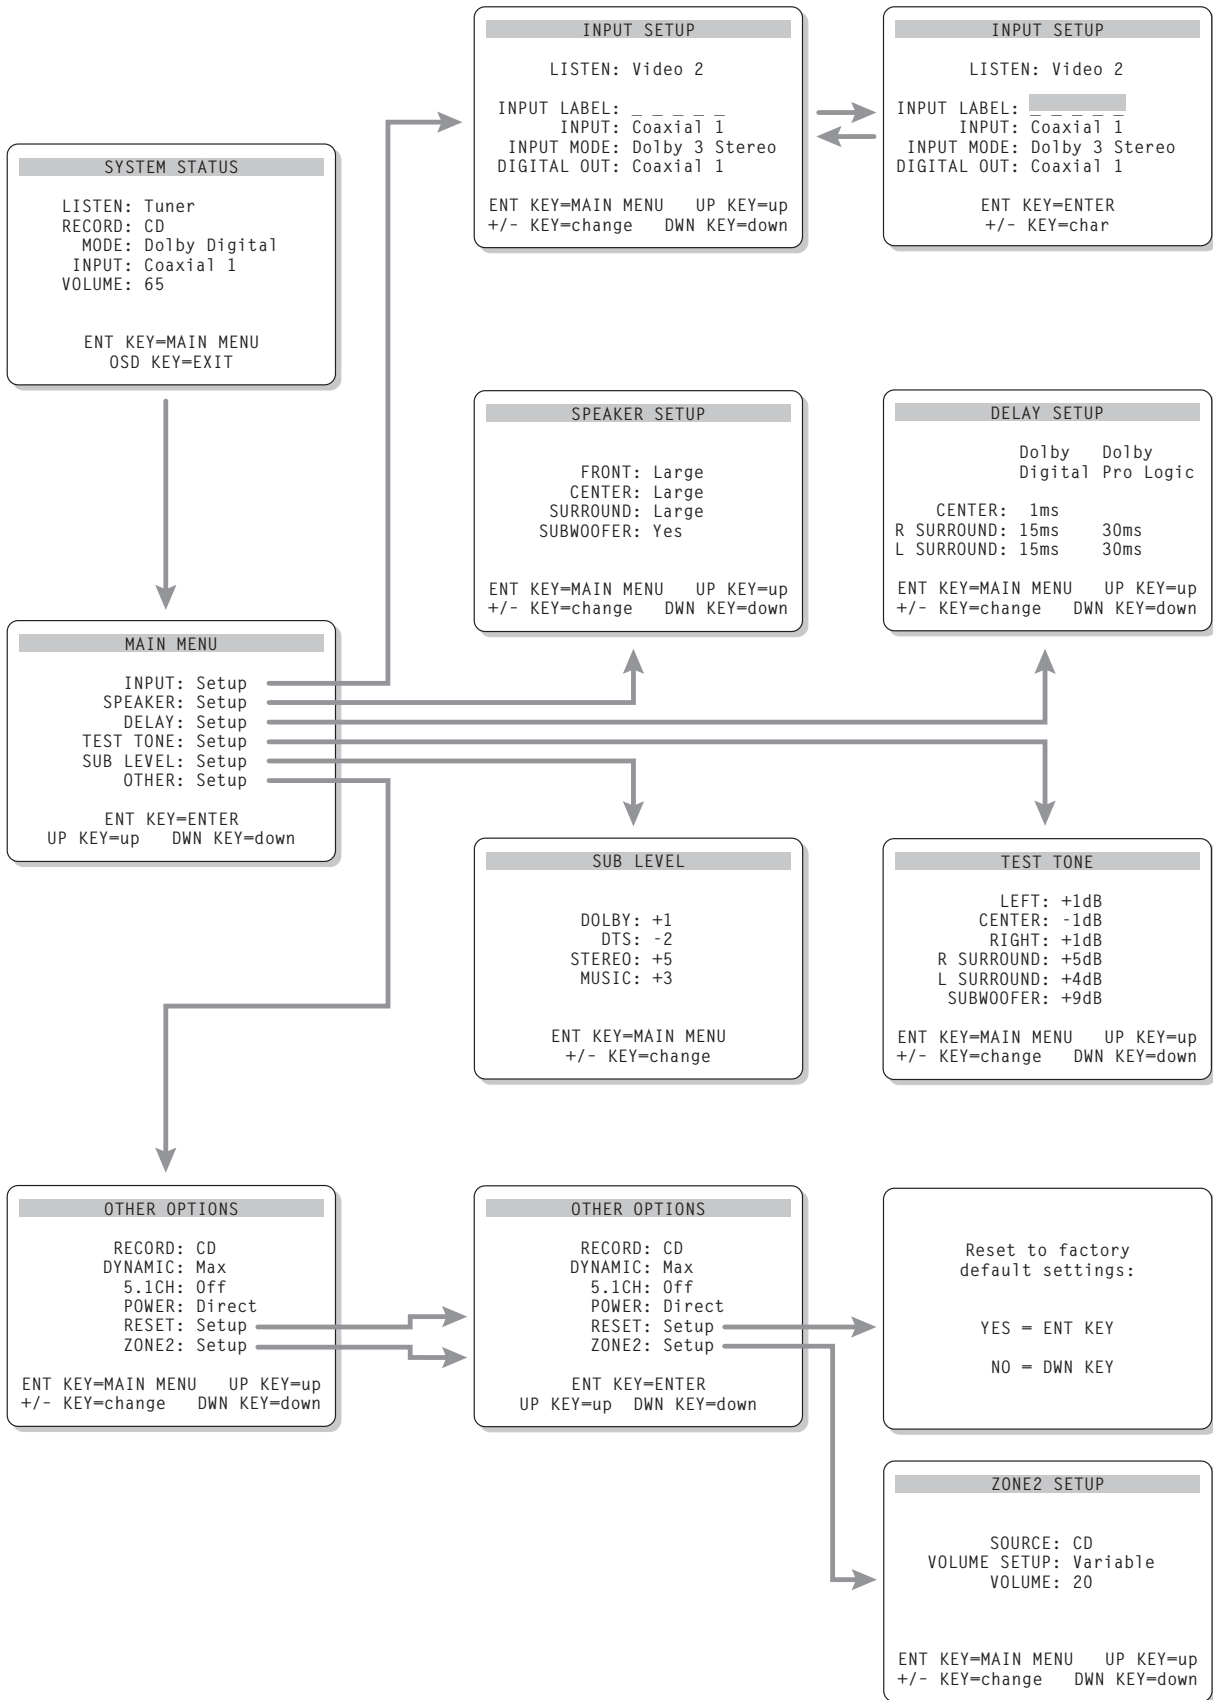 INPUT SETUP
LISTEN: Video 2
INPUT LABEL: _ _ _ _ _
INPUT: Coaxial 1
INPUT MODE: Dolby 3 Stereo
DIGITAL OUT: Coaxial 1
ENT KEY=MAIN MENU UP KEY=up
+/- KEY=change DWN KEY=down
INPUT SETUP
LISTEN: Video 2
INPUT LABEL: _ _ _ _ _
INPUT: Coaxial 1
INPUT MODE: Dolby 3 Stereo
DIGITAL OUT: Coaxial 1
ENT KEY=ENTER
+/- KEY=char
SYSTEM STATUS
LISTEN: Tuner
RECORD: CD
MODE: Dolby Digital
INPUT: Coaxial 1
VOLUME: 65
ENT KEY=MAIN MENU
OSD KEY=EXIT
SPEAKER SETUP
FRONT: Large
CENTER: Large
SURROUND: Large
SUBWOOFER: Yes
ENT KEY=MAIN MENU UP KEY=up
+/- KEY=change DWN KEY=down
DELAY SETUP
Dolby Dolby
Digital Pro Logic
CENTER: 1ms
R SURROUND: 15ms 30ms
L SURROUND: 15ms 30ms
ENT KEY=MAIN MENU UP KEY=up
+/- KEY=change DWN KEY=down
MAIN MENU
INPUT: Setup
SPEAKER: Setup
DELAY: Setup
TEST TONE: Setup
SUB LEVEL: Setup
OTHER: Setup
ENT KEY=ENTER
UP KEY=up DWN KEY=down
SUB LEVEL
DOLBY: +1
DTS: -2
STEREO: +5
MUSIC: +3
ENT KEY=MAIN MENU
+/- KEY=change
TEST TONE
LEFT: +1dB
CENTER: -1dB
RIGHT: +1dB
R SURROUND: +5dB
L SURROUND: +4dB
SUBWOOFER: +9dB
ENT KEY=MAIN MENU UP KEY=up
+/- KEY=change DWN KEY=down
OTHER OPTIONS
RECORD: CD
DYNAMIC: Max
5.1CH: Off
POWER: Direct
RESET: Setup
ZONE2: Setup
ENT KEY=MAIN MENU UP KEY=up
+/- KEY=change DWN KEY=down
OTHER OPTIONS
RECORD: CD
DYNAMIC: Max
5.1CH: Off
POWER: Direct
RESET: Setup
ZONE2: Setup
ENT KEY=ENTER
UP KEY=up DWN KEY=down
Reset to factory
default settings:
YES = ENT KEY
NO = DWN KEY
ZONE2 SETUP
SOURCE: CD
VOLUME SETUP: Variable
VOLUME: 20
ENT KEY=MAIN MENU UP KEY=up
+/- KEY=change DWN KEY=down